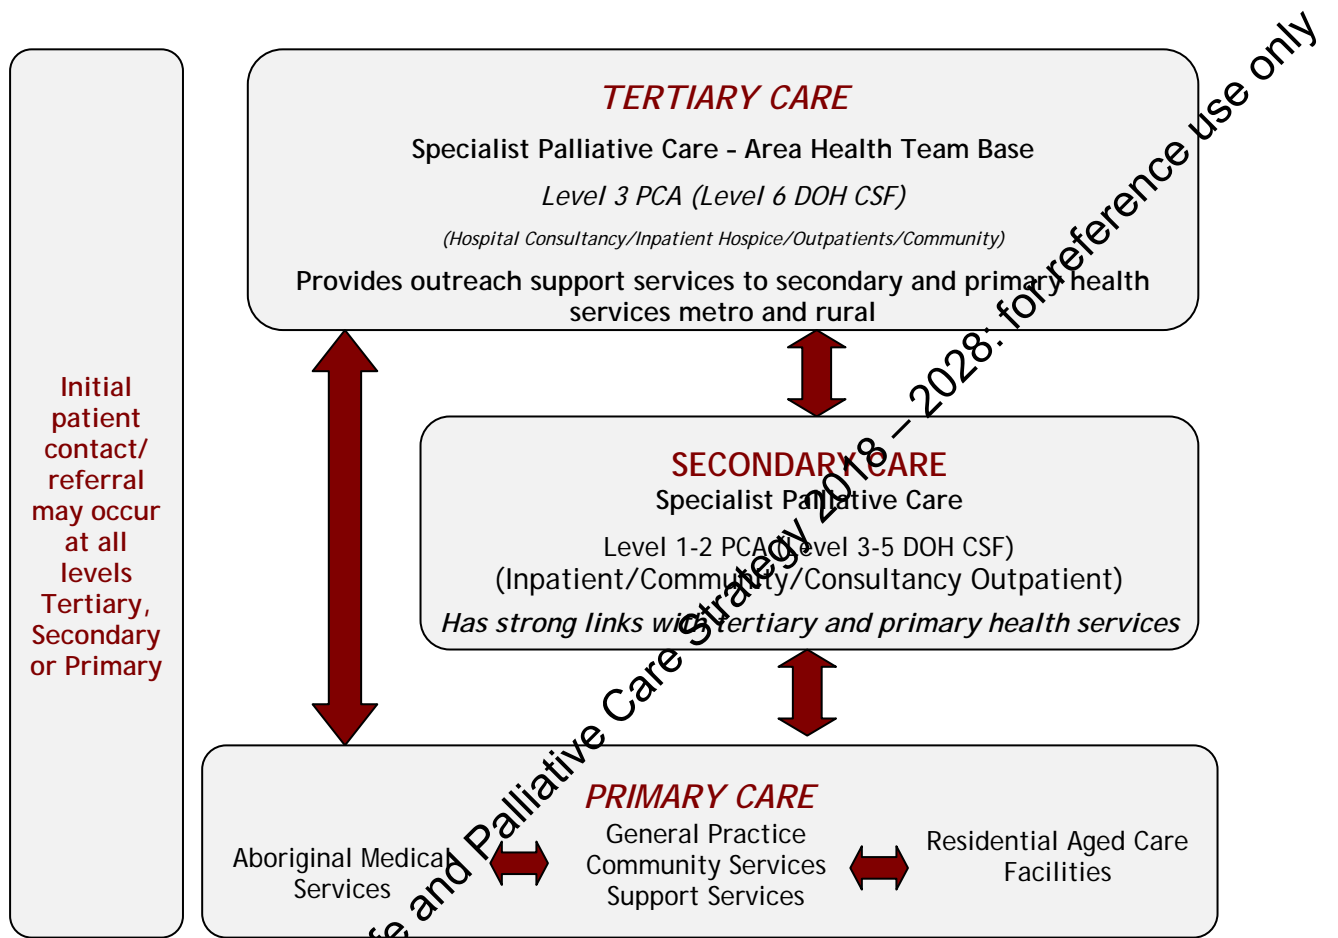 Initial
patient
contact/
referral
may occur
at all
levels
Tertiary,
Secondary
or Primary
TERTIARY CARE
Specialist Palliative Care - Area Health Team Base
Level 3 PCA (Level 6 DOH CSF)
(Hospital Consultancy/Inpatient Hospice/Outpatients/Community)
Provides outreach support services to secondary and primary health
services metro and rural
SECONDARY CARE
Specialist Palliative Care
Level 1-2 PCA (Level 3-5 DOH CSF)
(Inpatient/Community/Consultancy Outpatient)
Has strong links with tertiary and primary health services
PRIMARY CARE
Aboriginal Medical
Services
General Practice
Community Services
Support Services
Residential Aged Care
Facilities
and Palliative Care Strategy 2018 – 2028: for reference use only